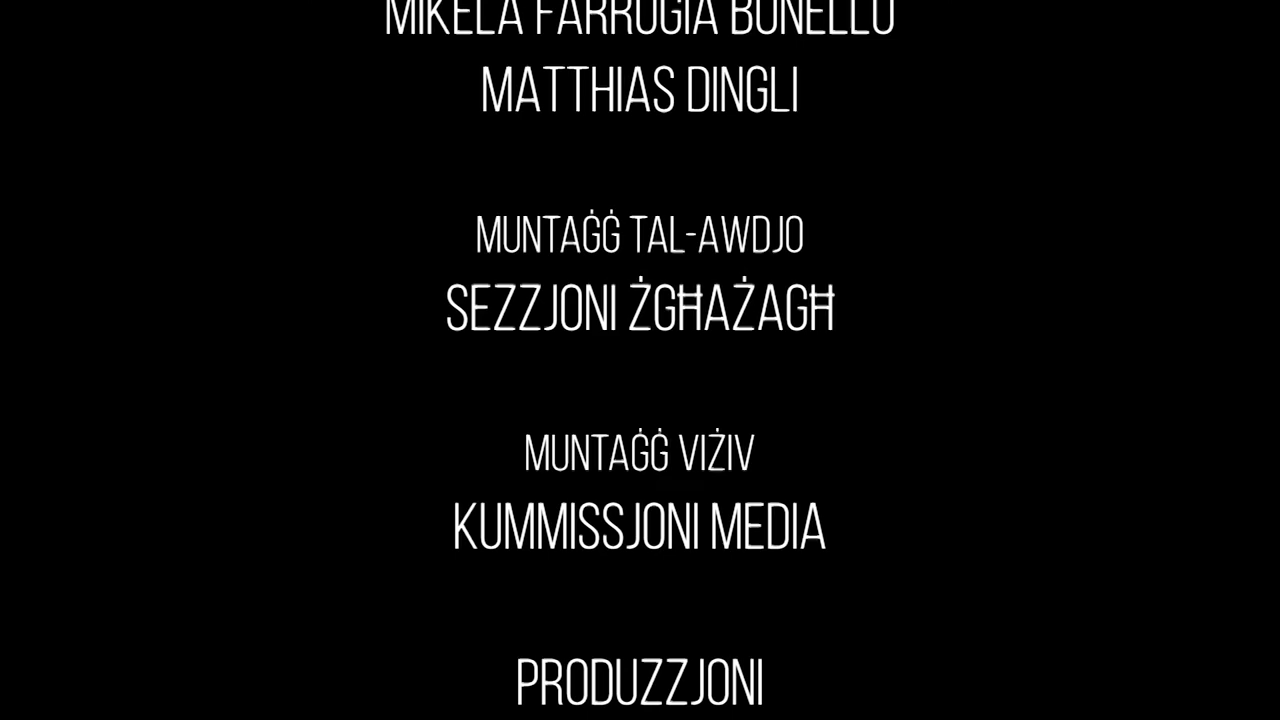 MIKELA FARRUGIA BONELLO
MATTHIAS DINGLI
MUNTAĠĠ TAL-AWDJO
SEZZJONI ŻGĦAŻAGĦ
MUNTAĠĠ VIŻIV
KUMMISSJONI MEDIA
PRODUZZJONI